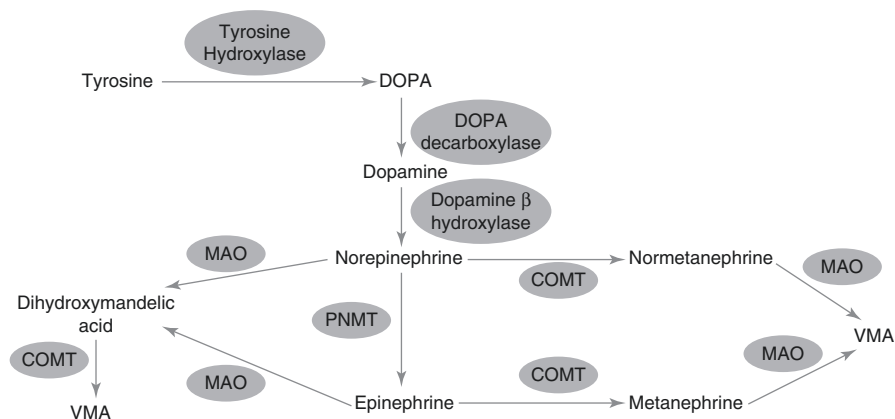 Tyrosine
Hydroxylase
Tyrosine
DOPA
DOPA
decarboxylase
Dopamine
Dopamine β
hydroxylase
MAO
Norepinephrine
COMT
Normetanephrine
MAO
Dihydroxymandelic
acid
PNMT
VMA
COMT
MAO
COMT
MAO
VMA
Epinephrine
Metanephrine